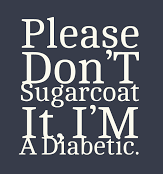 Please
Don'T
Sugarcoat
It, I'M
A Diabetic.